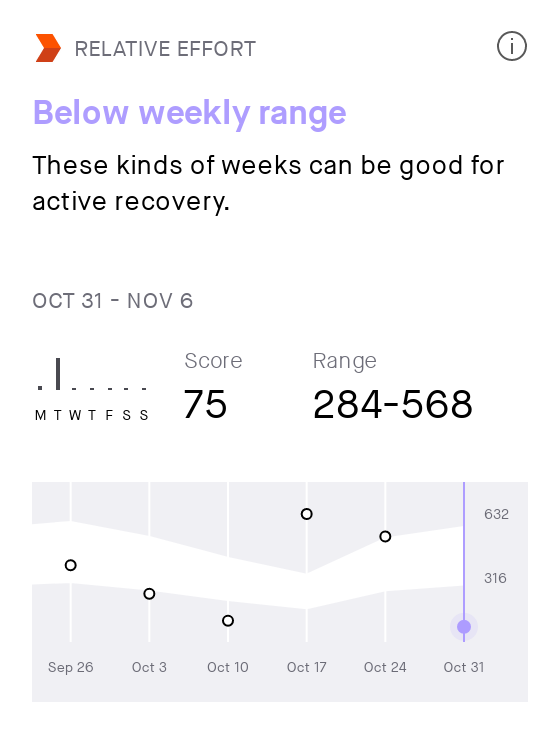 RELATIVE EFFORT
Below weekly range
These kinds of weeks can be good for
active recovery.
OCT 31 - NOV 6
Score Range
75 284-568
M T W T F S S
632
316
Sep 26 Oct 3 Oct 10 Oct 17 Oct 24 Oct 31